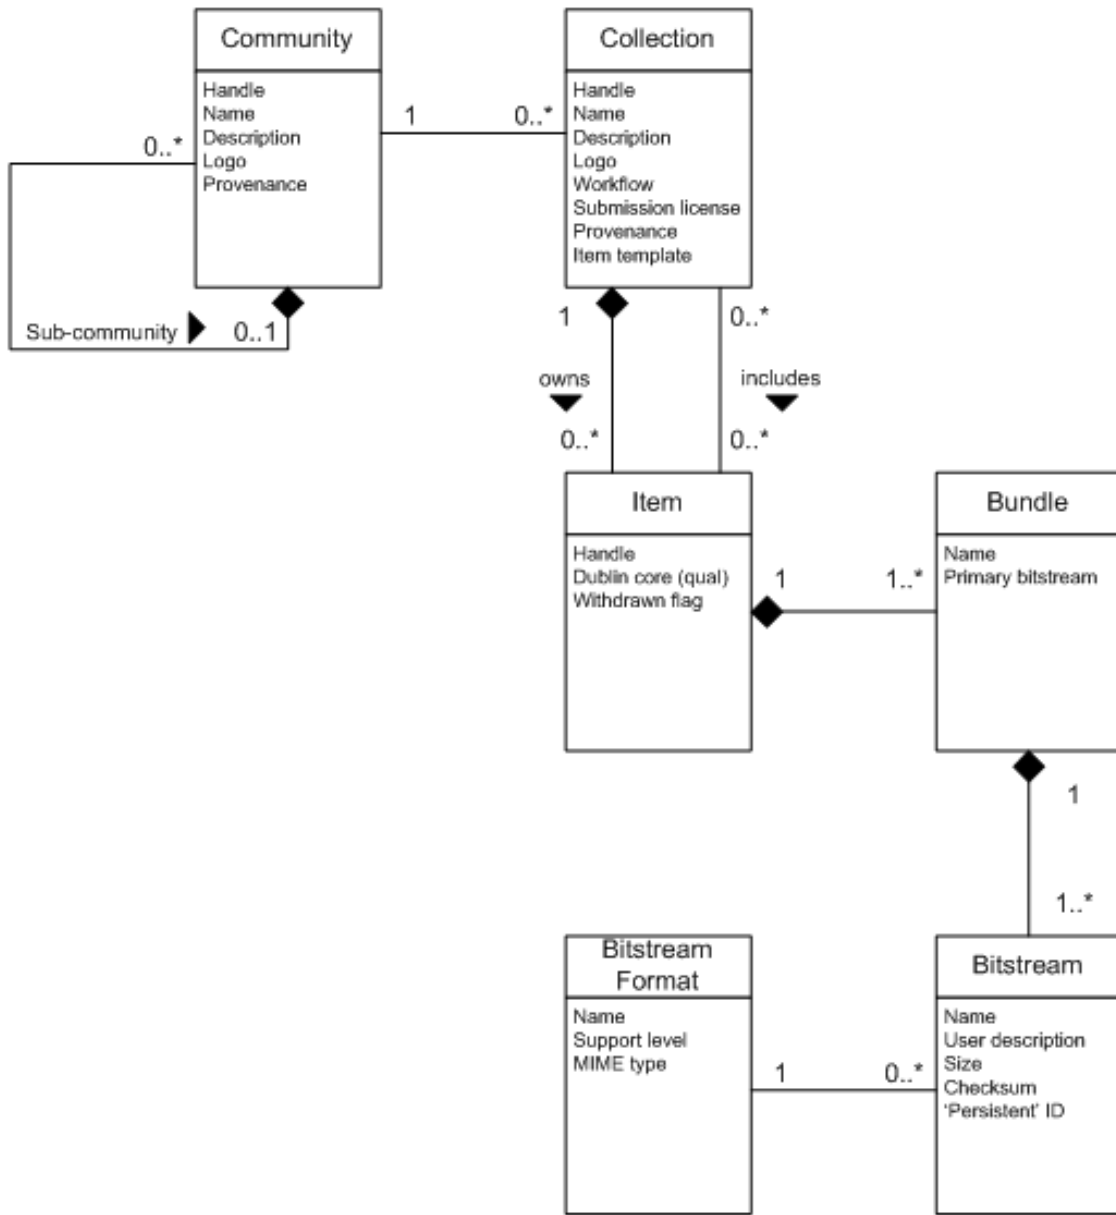 Community
Handle
Name
Description
Logo
Provenance
0..*
Sub-community
0..1
1
0..*
Collection
Handle
Name
Description
Logo
Workflow
Submission license
Provenance
Item template
1
0..*
owns
includes
0..*
0..*
Item
Handle
Dublin core (qual)
Withdrawn flag
1
1..*
Bundle
Name
Primary bitstream
1
1..*
Bitstream
Format
Name
Support level
MIME type
1
0..*
Bitstream
Name
User description
Size
Checksum
‘Persistent’ ID